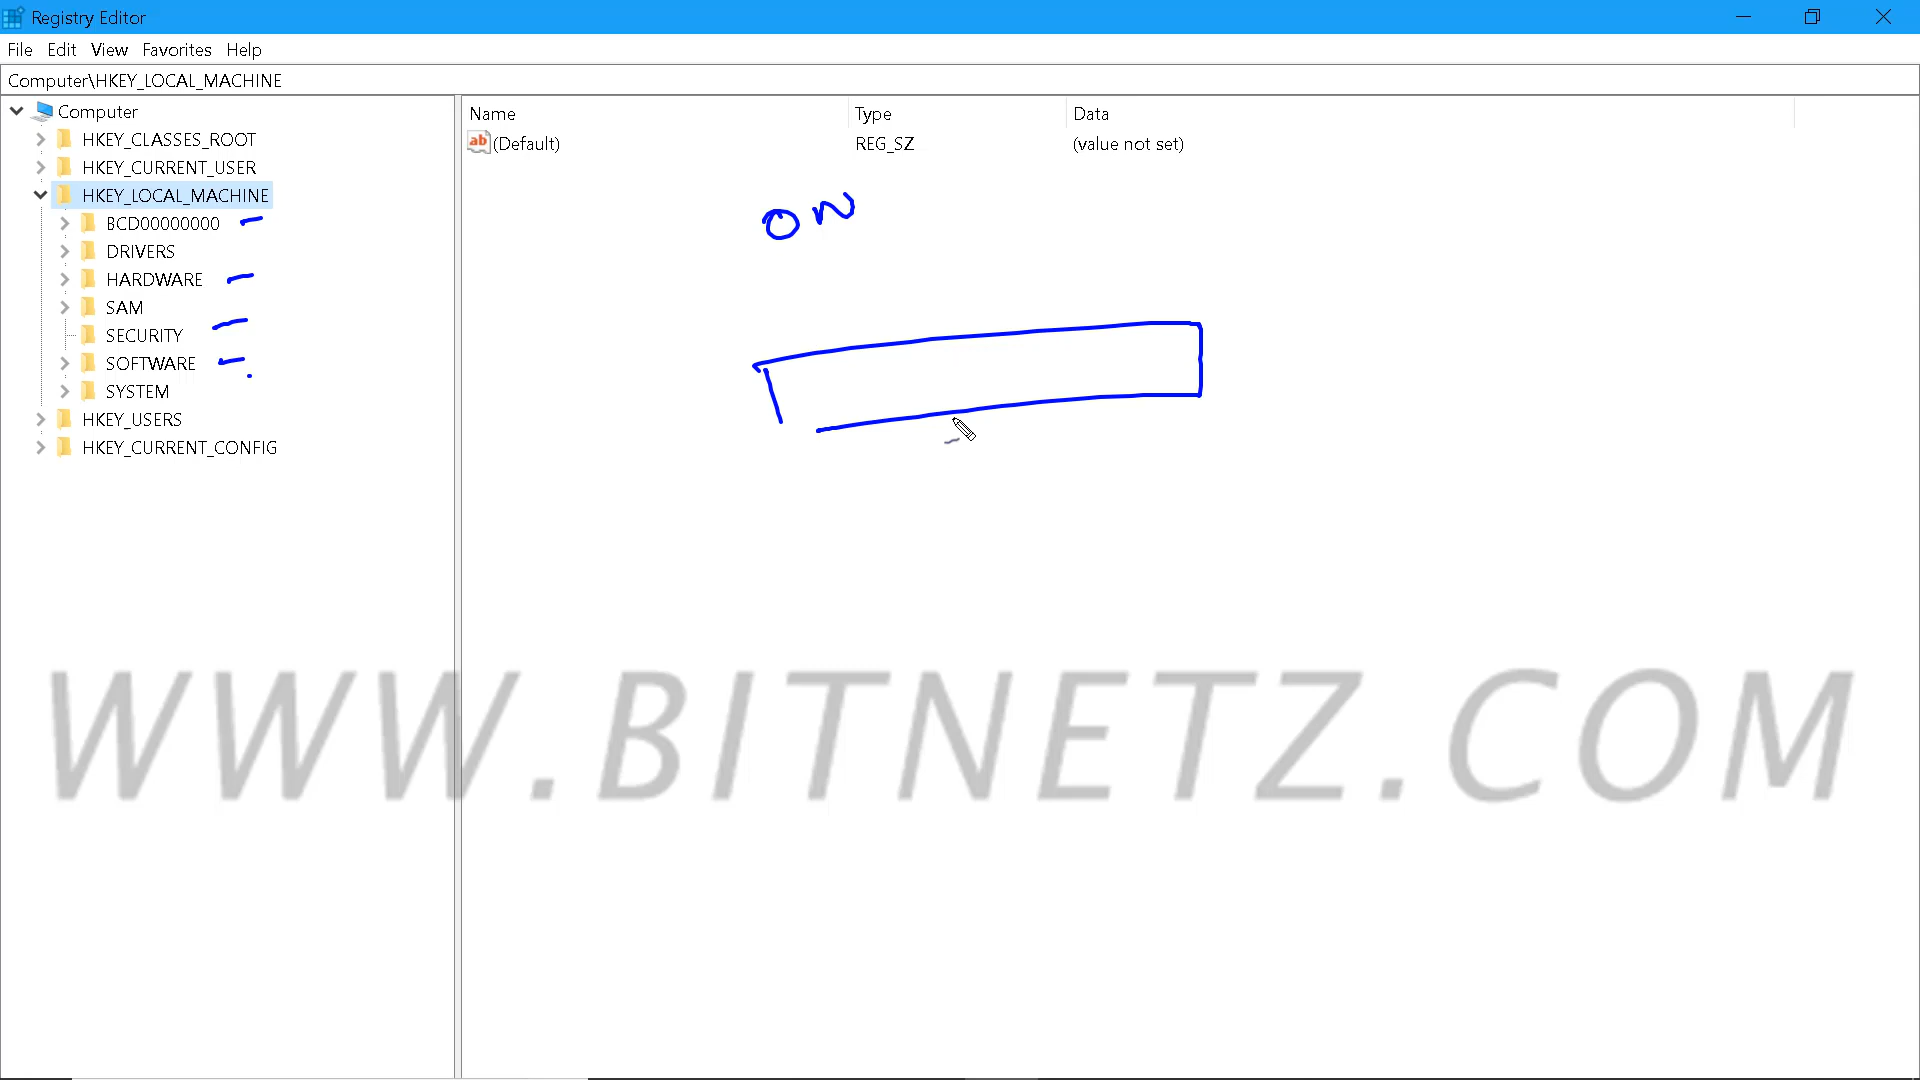 Registry Editor
File Edit View Favorites Help
Computer\HKEY_LOCAL_MACHINE
Computer
HKEY_CLASSES_ROOT
HKEY_CURRENT_USER
HKEY_LOCAL_MACHINE
BCD00000000
DRIVERS
HARDWARE
SAM
SECURITY
SOFTWARE
SYSTEM
HKEY_USERS
HKEY_CURRENT_CONFIG
Name Type Data
ab (Default) REG_SZ (value not set)
ON
WWW.BITNETZ.COM